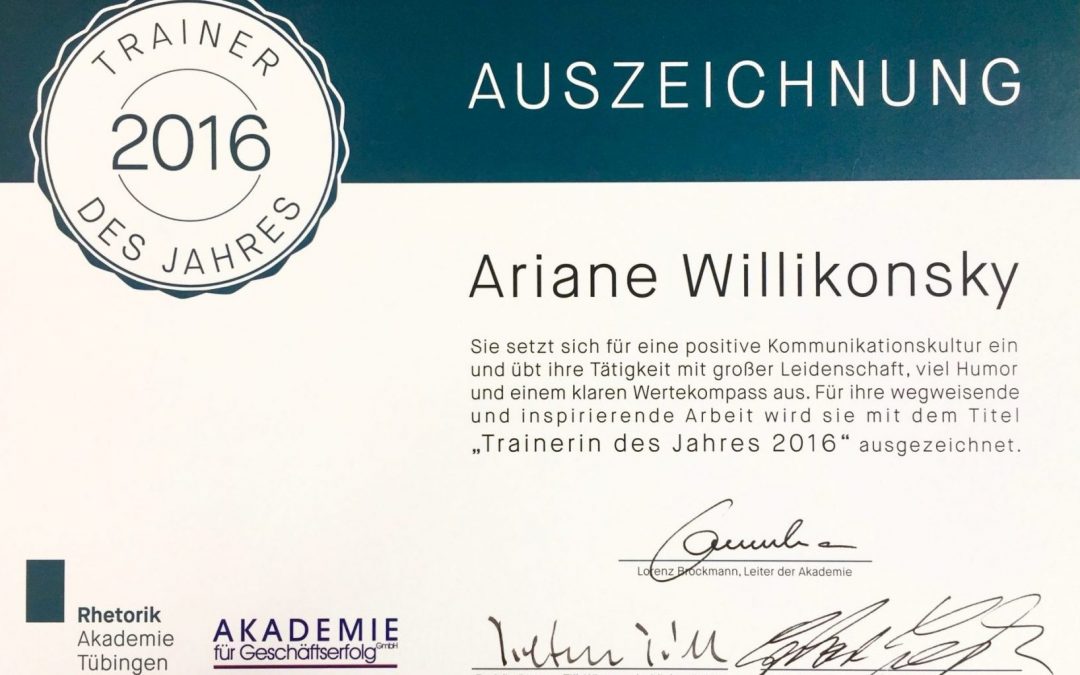 TRAINER
2016
DES JAHRES
AUSZEICHNUNG
Ariane Willikonsky
Sie setzt sich für eine positive Kommunikationskultur ein
und übt ihre Tätigkeit mit großer Leidenschaft, viel Humor
und einem klaren Wertekompass aus. Für ihre wegweisende
und inspirierende Arbeit wird sie mit dem Titel
„Trainerin des Jahres 2016“ ausgezeichnet.
Lorenz Brockmann, Leiter der Akademie
Rhetorik
Akademie
Tübingen
AKADEMIE
für Geschäftserfolg GmbH